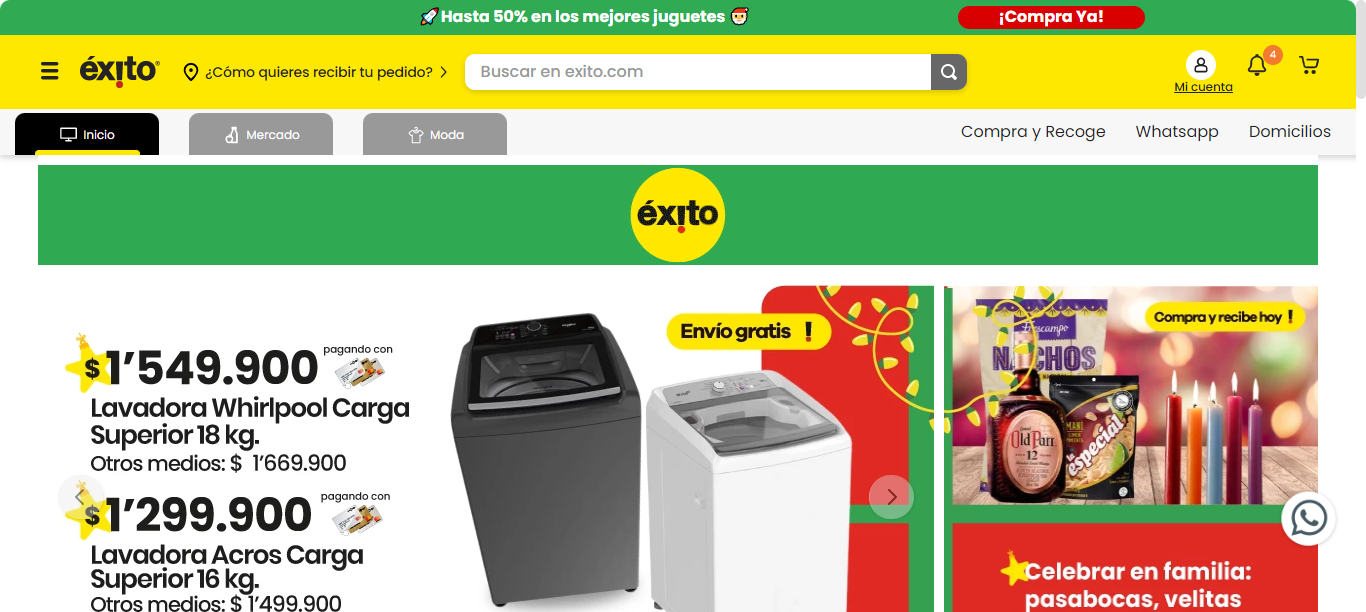 Hasta 50% en los mejores juguetes
¡Compra Ya!
éxito
¿Cómo quieres recibir tu pedido?
Buscar en exito.com
4
Mi cuenta
Inicio
Mercado
Moda
Compra y Recoge
Whatsapp
Domicilios
éxito
$1'549.900 pagando con
Lavadora Whirlpool Carga
Superior 18 kg.
Otros medios: $ 1'669.900
$1'299.900 pagando con
Lavadora Acros Carga
Superior 16 kg.
Otros medios: $ 1'499.900
Envío gratis !
Compra y recibe hoy !
NACHOS
Old Parr
12
la especial
Celebrar en familia:
pasabocas, velitas